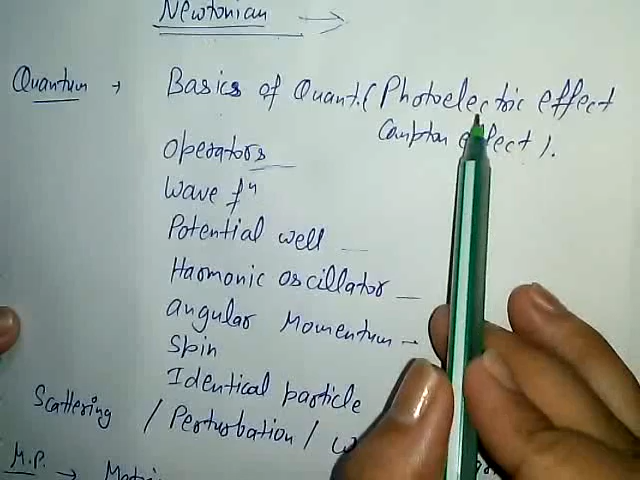 Newtonian →
Quantum → Basics of Quant. (Photoelectric effect
Compton effect).
Operators
Wave fⁿ
Potential well
Harmonic oscillator
Angular Momentum
Spin
Identical particle
Scattering / Perturbation /
M.P. →